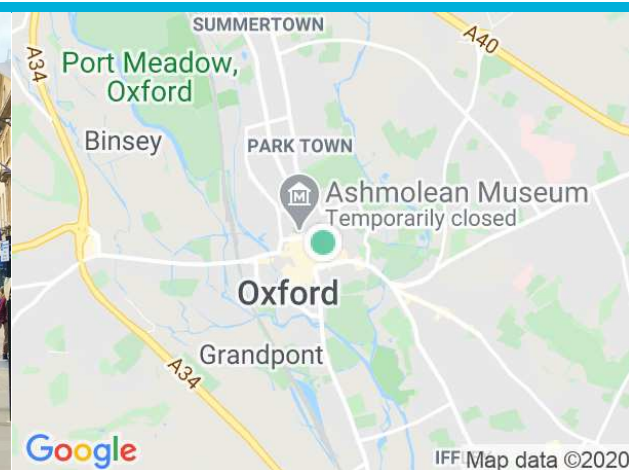 SUMMERTOWN
A40
A34
Port Meadow,
Oxford
Binsey
PARK TOWN
M
Ashmolean Museum
Temporarily closed
Oxford
Grandpont
A34
Google
Map data ©2020